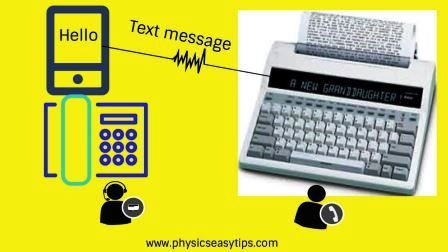 Hello
Text message
A NEW GRANDDAUGHTER
www.physicseasytips.com